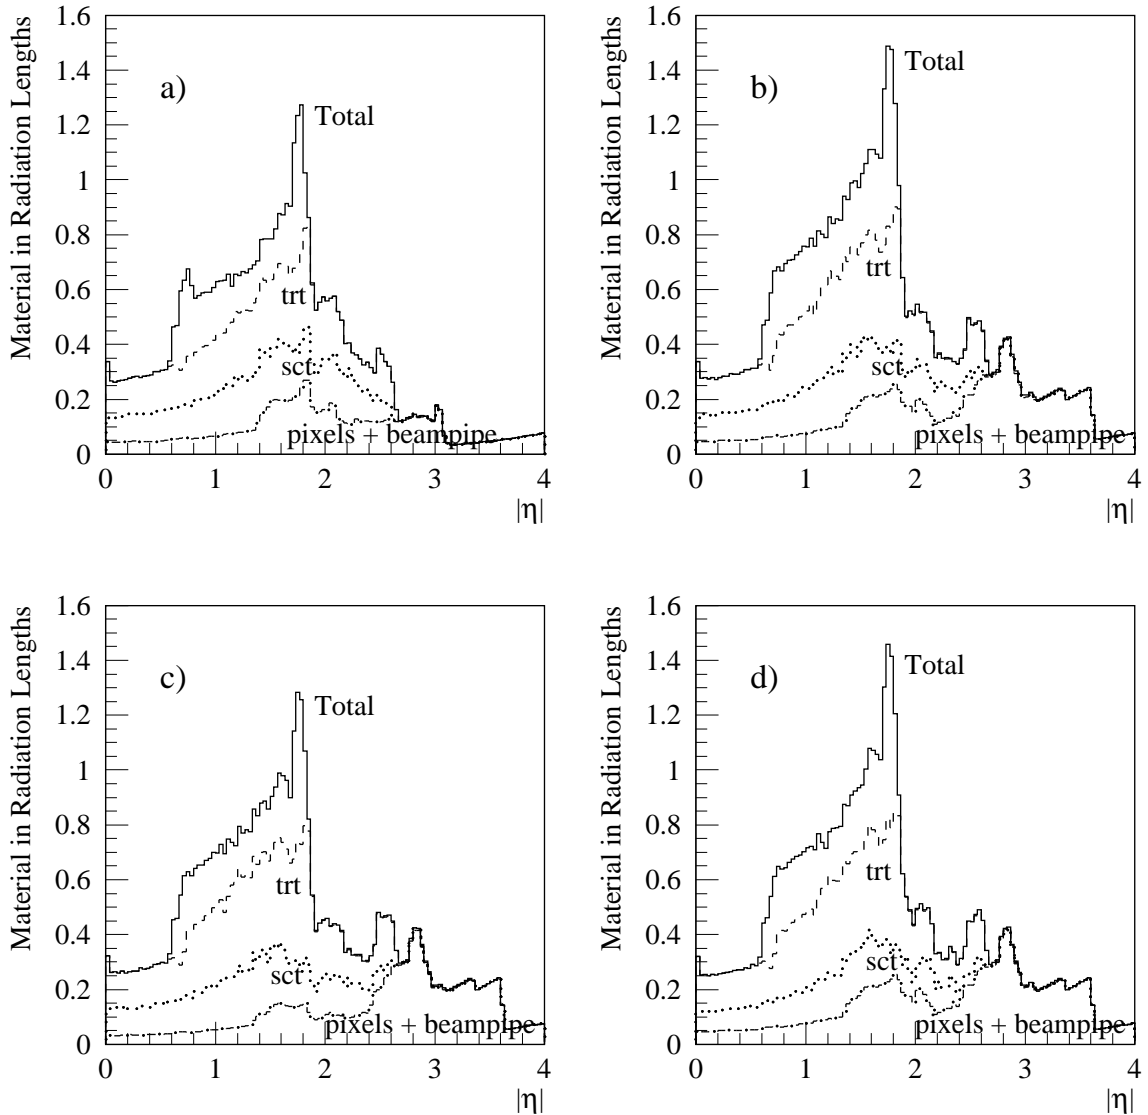 Material in Radiation Lengths
1.6
1.4
1.2
1
0.8
0.6
0.4
0.2
0
a)
Total
trt
sct
pixels + beampipe
0 1 2 3 4
|η|
Material in Radiation Lengths
1.6
1.4
1.2
1
0.8
0.6
0.4
0.2
0
b)
Total
trt
sct
pixels + beampipe
0 1 2 3 4
|η|
Material in Radiation Lengths
1.6
1.4
1.2
1
0.8
0.6
0.4
0.2
0
c)
Total
trt
sct
pixels + beampipe
0 1 2 3 4
|η|
Material in Radiation Lengths
1.6
1.4
1.2
1
0.8
0.6
0.4
0.2
0
d)
Total
trt
sct
pixels + beampipe
0 1 2 3 4
|η|